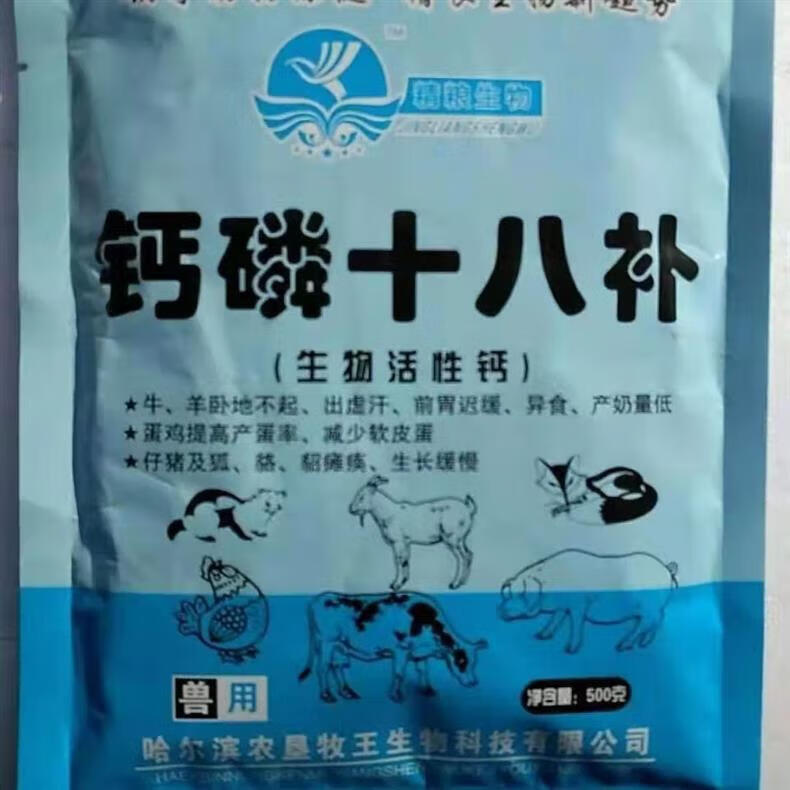 TM
精粮生物
JINGLIANGSHENGWU
钙磷十八补
(生物活性钙)
★牛、羊卧地不起、出虚汗、前胃迟缓、异食、产奶量低
★蛋鸡提高产蛋率、减少软皮蛋
★仔猪及狐、貉、貂瘫痪、生长缓慢
兽用
净含量：500克
哈尔滨农垦牧王生物科技有限公司